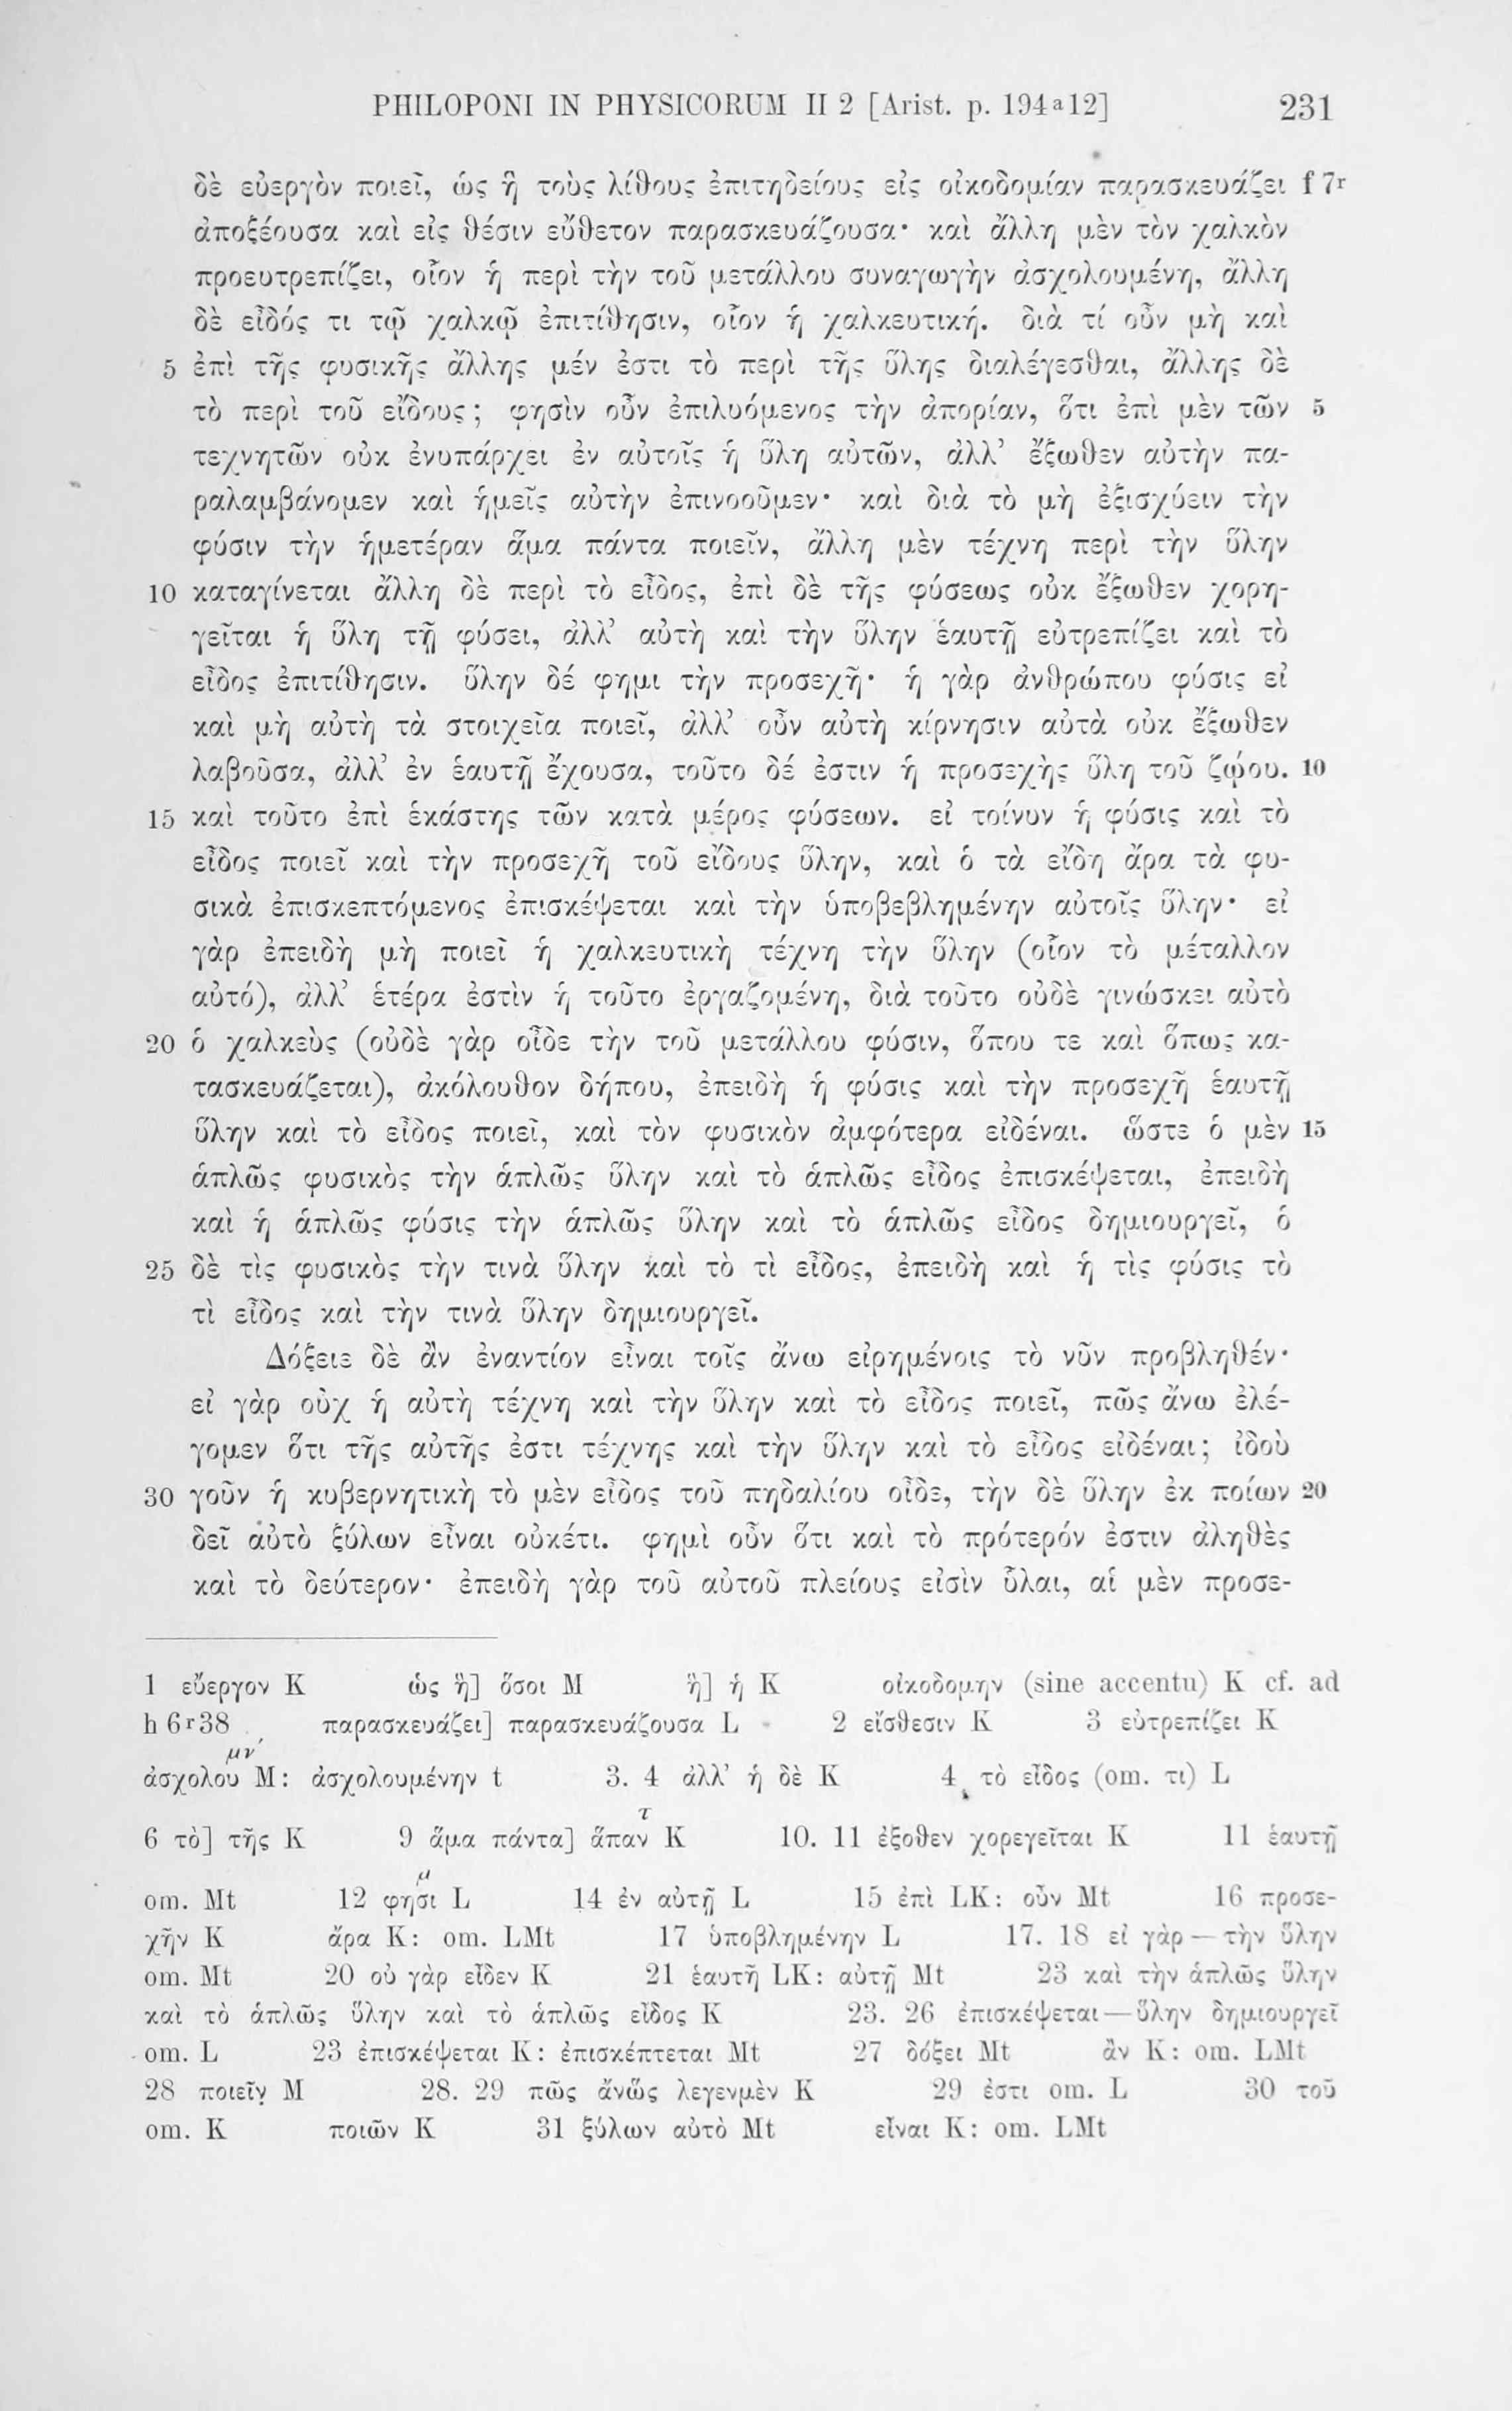 PHILOPONI IN PHYSICORUM II 2 [Arist. p. 194ᵃ12] 231
δὲ εὐεργὸν ποιεῖ, ὡς ἢ τοὺς λίθους ἐπιτηδείους εἰς οἰκοδομίαν παρασκευάζει f 7ʳ
ἀποξέουσα καὶ εἰς θέσιν εὔθετον παρασκευάζουσα· καὶ ἄλλη μὲν τὸν χαλκὸν
προευτρεπίζει, οἷον ἡ περὶ τὴν τοῦ μετάλλου συναγωγὴν ἀσχολουμένη, ἄλλη
δὲ εἶδός τι τῷ χαλκῷ ἐπιτίθησιν, οἷον ἡ χαλκευτική. διὰ τί οὖν μὴ καὶ
5 ἐπὶ τῆς φυσικῆς ἄλλης μέν ἐστι τὸ περὶ τῆς ὕλης διαλέγεσθαι, ἄλλης δὲ
τὸ περὶ τοῦ εἴδους; φησὶν οὖν ἐπιλυόμενος τὴν ἀπορίαν, ὅτι ἐπὶ μὲν τῶν 5
τεχνητῶν οὐκ ἐνυπάρχει ἐν αὐτοῖς ἡ ὕλη αὐτῶν, ἀλλ’ ἔξωθεν αὐτὴν πα-
ραλαμβάνομεν καὶ ἡμεῖς αὐτὴν ἐπινοοῦμεν· καὶ διὰ τὸ μὴ ἐξισχύειν τὴν
φύσιν τὴν ἡμετέραν ἅμα πάντα ποιεῖν, ἄλλη μὲν τέχνη περὶ τὴν ὕλην
10 καταγίνεται ἄλλη δὲ περὶ τὸ εἶδος, ἐπὶ δὲ τῆς φύσεως οὐκ ἔξωθεν χορη-
γεῖται ἡ ὕλη τῇ φύσει, ἀλλ’ αὐτὴ καὶ τὴν ὕλην ἑαυτῇ εὐτρεπίζει καὶ τὸ
εἶδος ἐπιτίθησιν. ὕλην δέ φημι τὴν προσεχῆ· ἡ γὰρ ἀνθρώπου φύσις εἰ
καὶ μὴ αὐτὴ τὰ στοιχεῖα ποιεῖ, ἀλλ’ οὖν αὐτὴ κίρνησιν αὐτὰ οὐκ ἔξωθεν
λαβοῦσα, ἀλλ’ ἐν ἑαυτῇ ἔχουσα, τοῦτο δέ ἐστιν ἡ προσεχὴς ὕλη τοῦ ζῴου. 10
15 καὶ τοῦτο ἐπὶ ἑκάστης τῶν κατὰ μέρος φύσεων. εἰ τοίνυν ἡ φύσις καὶ τὸ
εἶδος ποιεῖ καὶ τὴν προσεχῆ τοῦ εἴδους ὕλην, καὶ ὁ τὰ εἴδη ἄρα τὰ φυ-
σικὰ ἐπισκεπτόμενος ἐπισκέψεται καὶ τὴν ὑποβεβλημένην αὐτοῖς ὕλην· εἰ
γὰρ ἐπειδὴ μὴ ποιεῖ ἡ χαλκευτικὴ τέχνη τὴν ὕλην (οἷον τὸ μέταλλον
αὐτό), ἀλλ’ ἑτέρα ἐστὶν ἡ τοῦτο ἐργαζομένη, διὰ τοῦτο οὐδὲ γινώσκει αὐτὸ
20 ὁ χαλκεὺς (οὐδὲ γὰρ οἶδε τὴν τοῦ μετάλλου φύσιν, ὅπου τε καὶ ὅπως κα-
τασκευάζεται), ἀκόλουθον δήπου, ἐπειδὴ ἡ φύσις καὶ τὴν προσεχῆ ἑαυτῇ
ὕλην καὶ τὸ εἶδος ποιεῖ, καὶ τὸν φυσικὸν ἀμφότερα εἰδέναι. ὥστε ὁ μὲν 15
ἁπλῶς φυσικὸς τὴν ἁπλῶς ὕλην καὶ τὸ ἁπλῶς εἶδος ἐπισκέψεται, ἐπειδὴ
καὶ ἡ ἁπλῶς φύσις τὴν ἁπλῶς ὕλην καὶ τὸ ἁπλῶς εἶδος δημιουργεῖ, ὁ
25 δὲ τὶς φυσικὸς τὴν τινὰ ὕλην καὶ τὸ τὶ εἶδος, ἐπειδὴ καὶ ἡ τὶς φύσις τὸ
τὶ εἶδος καὶ τὴν τινὰ ὕλην δημιουργεῖ.
Δόξειε δὲ ἂν ἐναντίον εἶναι τοῖς ἄνω εἰρημένοις τὸ νῦν προβληθέν·
εἰ γὰρ οὐχ ἡ αὐτὴ τέχνη καὶ τὴν ὕλην καὶ τὸ εἶδος ποιεῖ, πῶς ἄνω ἐλέ-
γομεν ὅτι τῆς αὐτῆς ἐστι τέχνης καὶ τὴν ὕλην καὶ τὸ εἶδος εἰδέναι; ἰδοὺ
30 γοῦν ἡ κυβερνητικὴ τὸ μὲν εἶδος τοῦ πηδαλίου οἶδε, τὴν δὲ ὕλην ἐκ ποίων 20
δεῖ αὐτὸ ξύλων εἶναι οὐκέτι. φημὶ οὖν ὅτι καὶ τὸ πρότερόν ἐστιν ἀληθὲς
καὶ τὸ δεύτερον· ἐπειδὴ γὰρ τοῦ αὐτοῦ πλείους εἰσὶν ὗλαι, αἱ μὲν προσε-
1 εὔεργον K ὡς ἢ] ὅσοι M ἢ] ἡ K οἰκοδομην (sine accentu) K cf. ad
h 6ʳ38 παρασκευάζει] παρασκευάζουσα L 2 εἴσθεσιν K 3 εὐτρεπίζει K
μν´
ἀσχολου M: ἀσχολουμένην t 3. 4 ἀλλ’ ἡ δὲ K 4 τὸ εἶδος (om. τι) L
τ
6 τὸ] τῆς K 9 ἅμα πάντα] ἅπαν K 10. 11 ἐξοθεν χορεγεῖται K 11 ἑαυτῇ
μ
om. Mt 12 φησι L 14 ἐν αὐτῇ L 15 ἐπὶ LK: οὖν Mt 16 προσε-
χῆν K ἄρα K: om. LMt 17 ὑποβλημένην L 17. 18 εἰ γὰρ — τὴν ὕλην
om. Mt 20 οὐ γὰρ εἶδεν K 21 ἑαυτῆ LK: αὐτῇ Mt 23 καὶ τὴν ἁπλῶς ὕλην
καὶ τὸ ἁπλῶς ὕλην καὶ τὸ ἁπλῶς εἶδος K 23. 26 ἐπισκέψεται — ὕλην δημιουργεῖ
om. L 23 ἐπισκέψεται K: ἐπισκέπτεται Mt 27 δόξει Mt ἂν K: om. LMt
28 ποιεῖν M 28. 29 πῶς ἄνῶς λεγενμὲν K 29 ἐστι om. L 30 τοῦ
om. K ποιῶν K 31 ξύλων αὐτὸ Mt εἶναι K: om. LMt